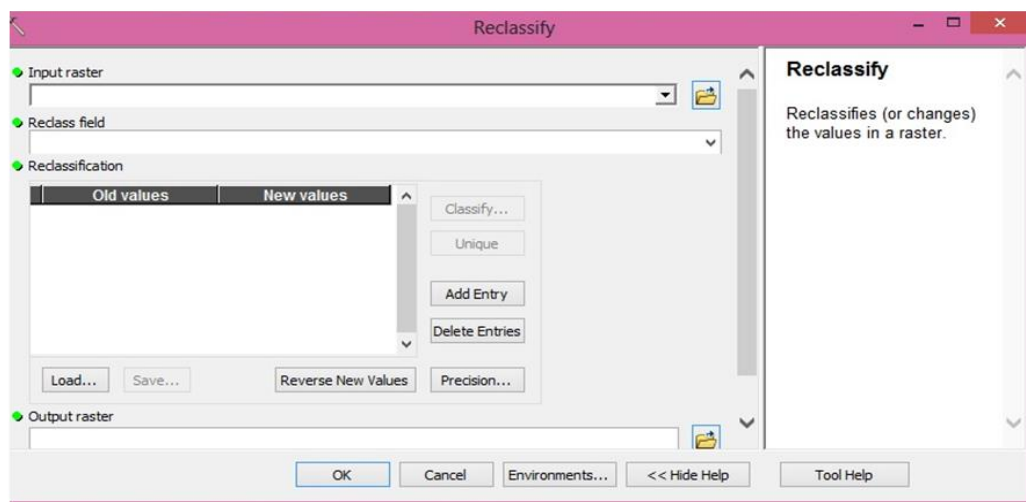 Reclassify
Input raster
Reclass field
Reclassification
Old values New values
Classify...
Unique
Add Entry
Delete Entries
Load... Save... Reverse New Values Precision...
Output raster
OK Cancel Environments... << Hide Help Tool Help
Reclassify
Reclassifies (or changes)
the values in a raster.